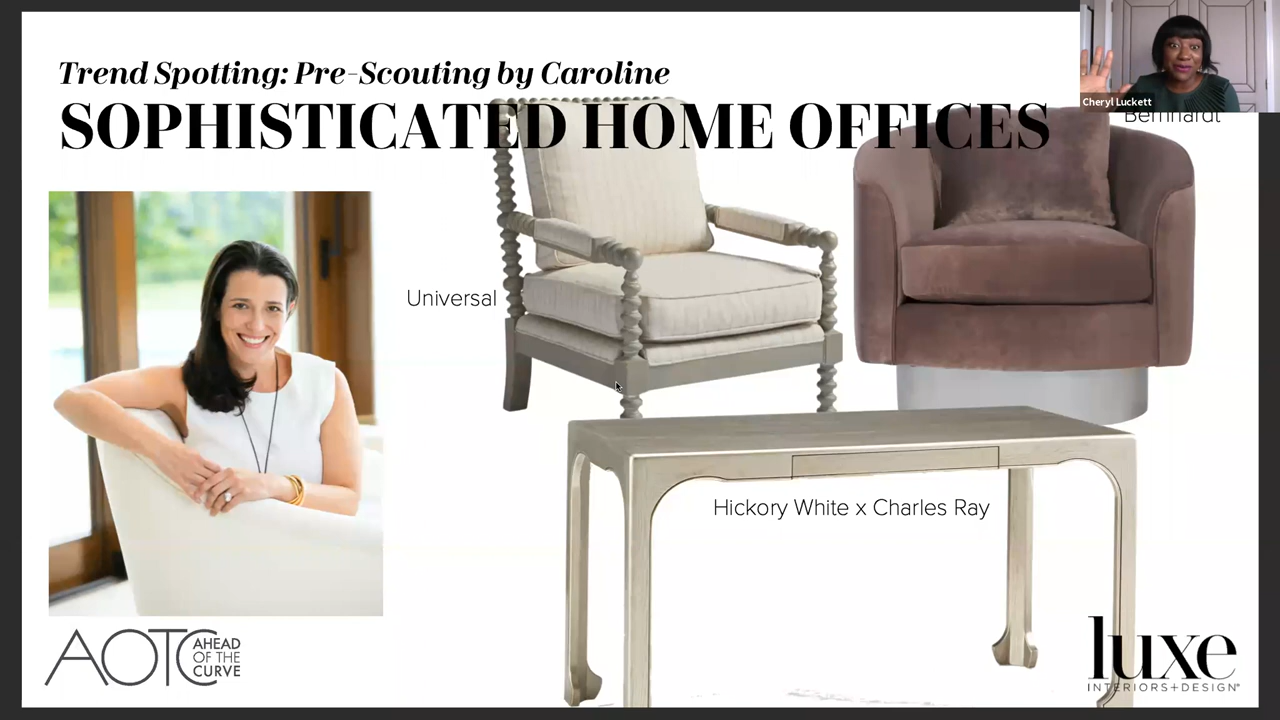 Trend Spotting: Pre-Scouting by Caroline
SOPHISTICATED HOME OFFICES
Cheryl Luckett
Bernhardt
Universal
Hickory White x Charles Ray
AOTC
AHEAD
OF THE
CURVE
luxe
INTERIORS+DESIGN®